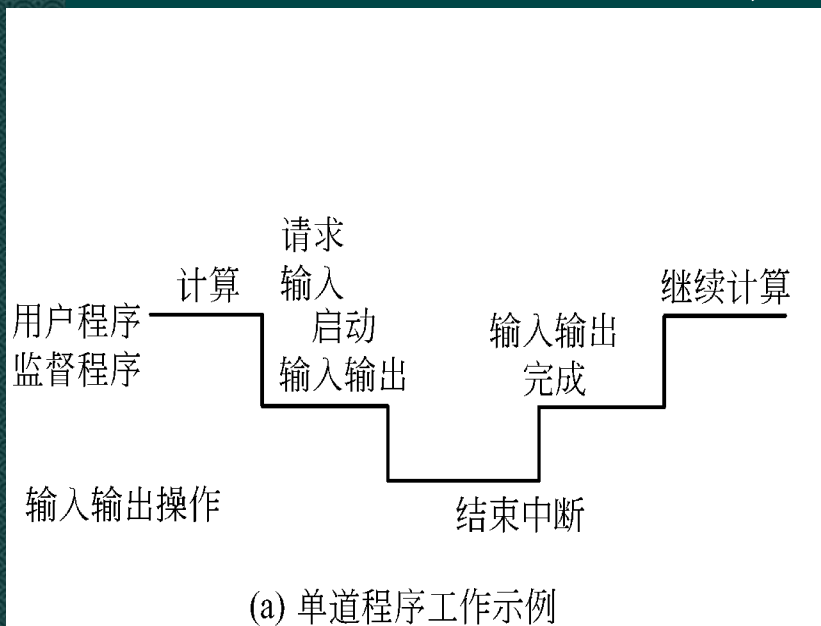 请求
计算
输入
继续计算
用户程序
启动
输入输出
监督程序
输入输出
完成
输入输出操作
结束中断
(a) 单道程序工作示例